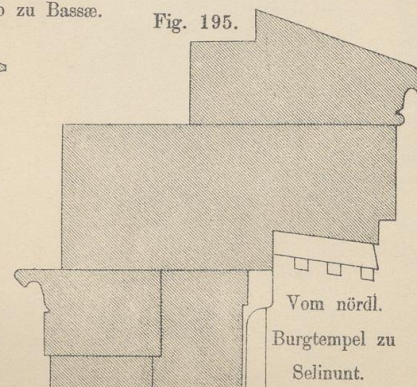 zu Bassæ.
Fig. 195.
Vom nördl.
Burgtempel zu
Selinunt.